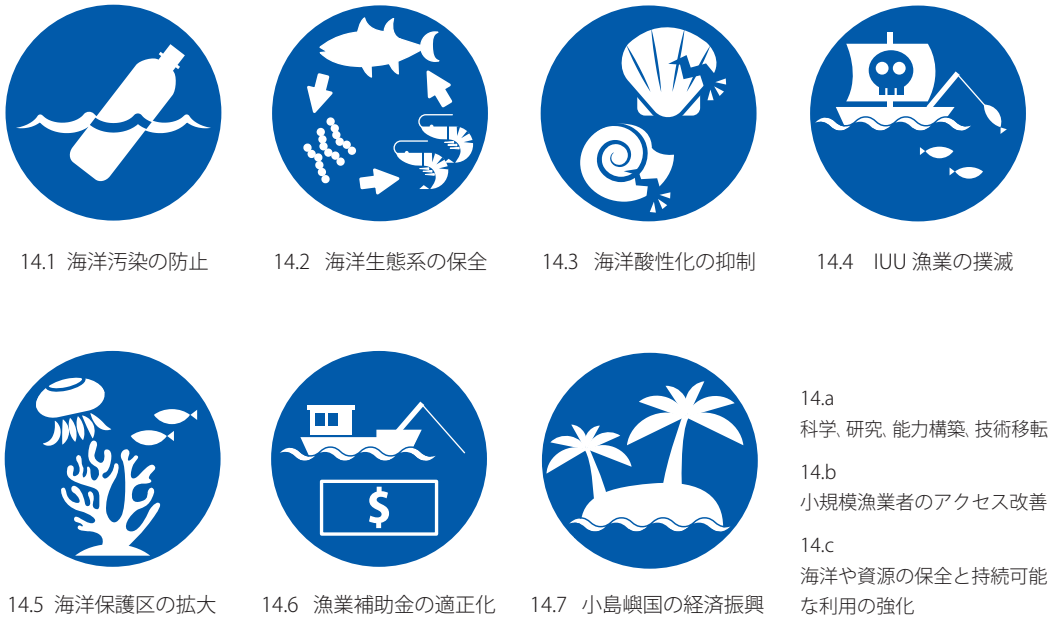 14.1 海洋汚染の防止
14.2 海洋生態系の保全
14.3 海洋酸性化の抑制
14.4 IUU 漁業の撲滅
14.5 海洋保護区の拡大
$
14.6 漁業補助金の適正化
14.7 小島嶼国の経済振興
14.a
科学、研究、能力構築、技術移転
14.b
小規模漁業者のアクセス改善
14.c
海洋や資源の保全と持続可能
な利用の強化